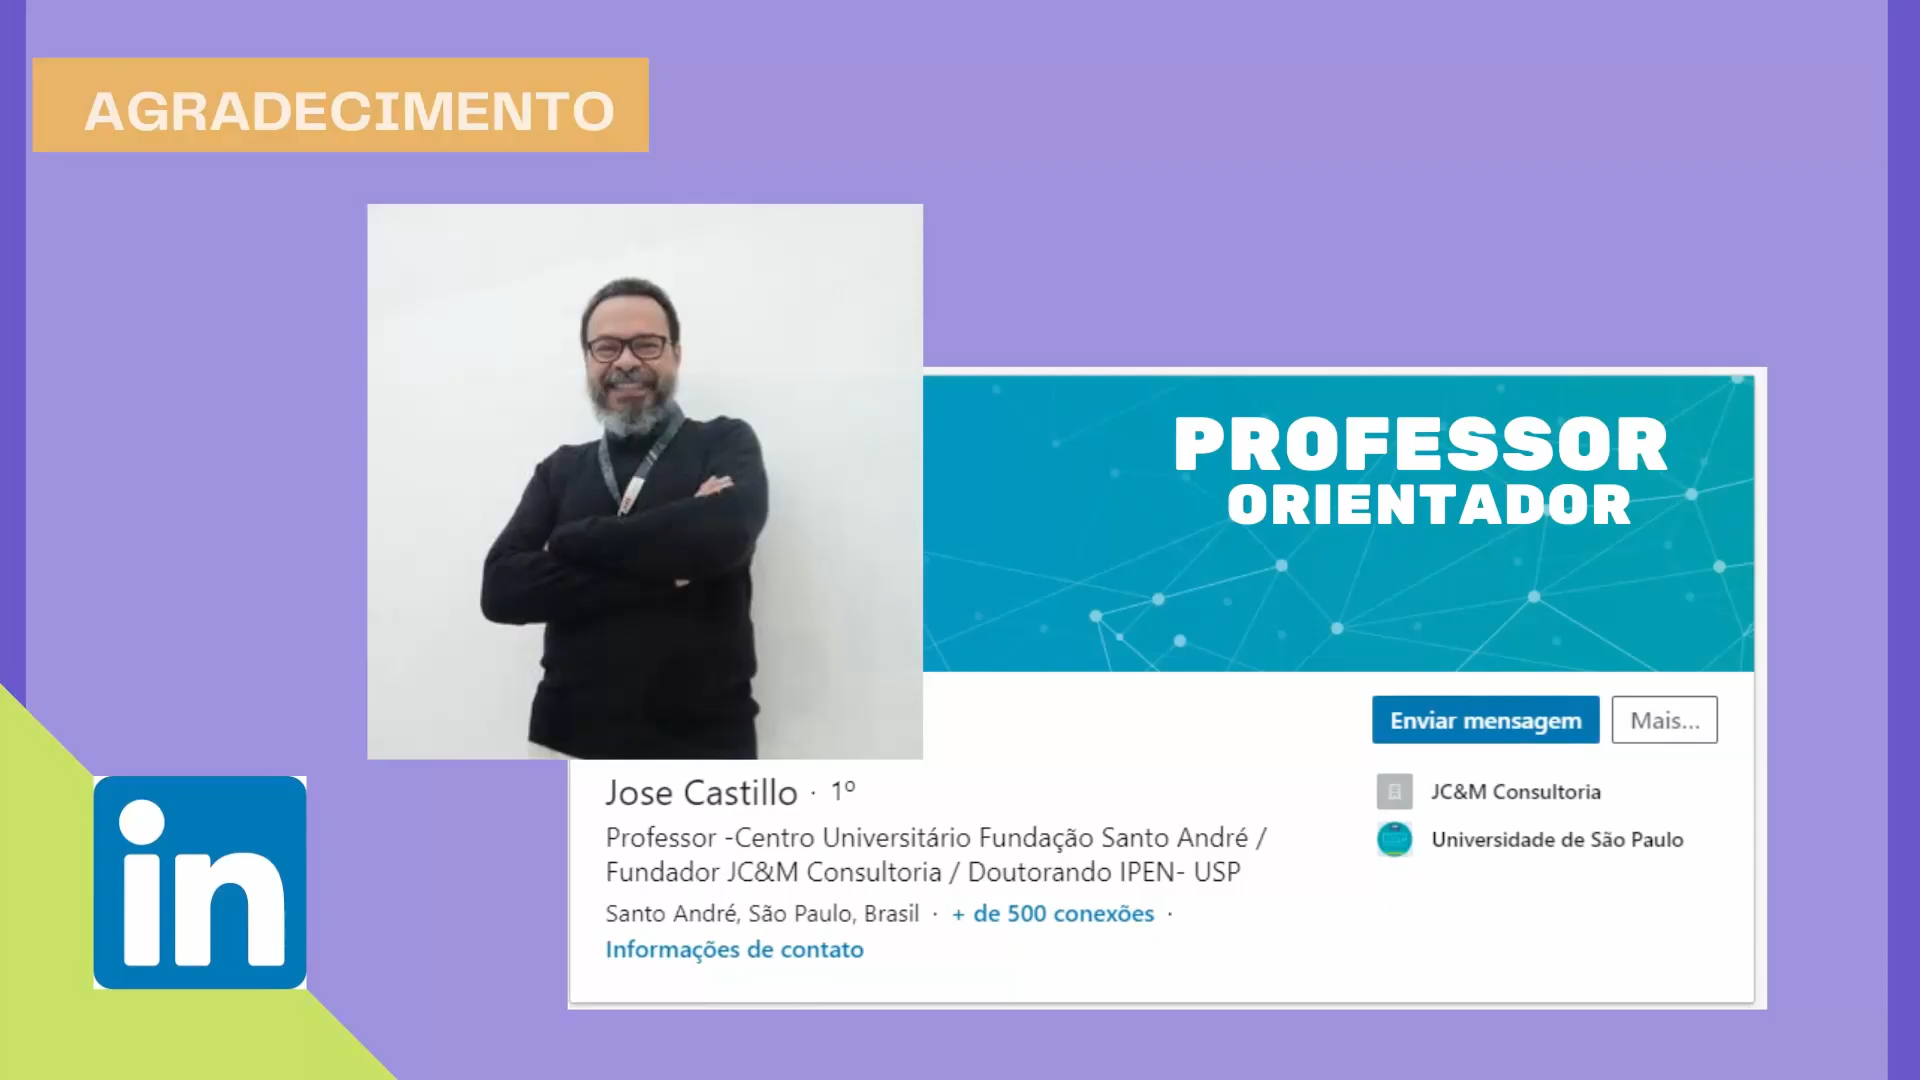 AGRADECIMENTO
PROFESSOR
ORIENTADOR
Enviar mensagem
Mais...
Jose Castillo · 1º
JC&M Consultoria
Professor -Centro Universitário Fundação Santo André /
Fundador JC&M Consultoria / Doutorando IPEN- USP
Universidade de São Paulo
Santo André, São Paulo, Brasil · + de 500 conexões ·
Informações de contato
in